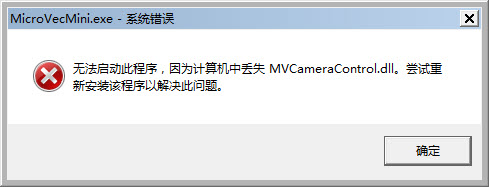 MicroVecMini.exe - 系统错误
无法启动此程序，因为计算机中丢失 MVCameraControl.dll。尝试重
新安装该程序以解决此问题。
确定